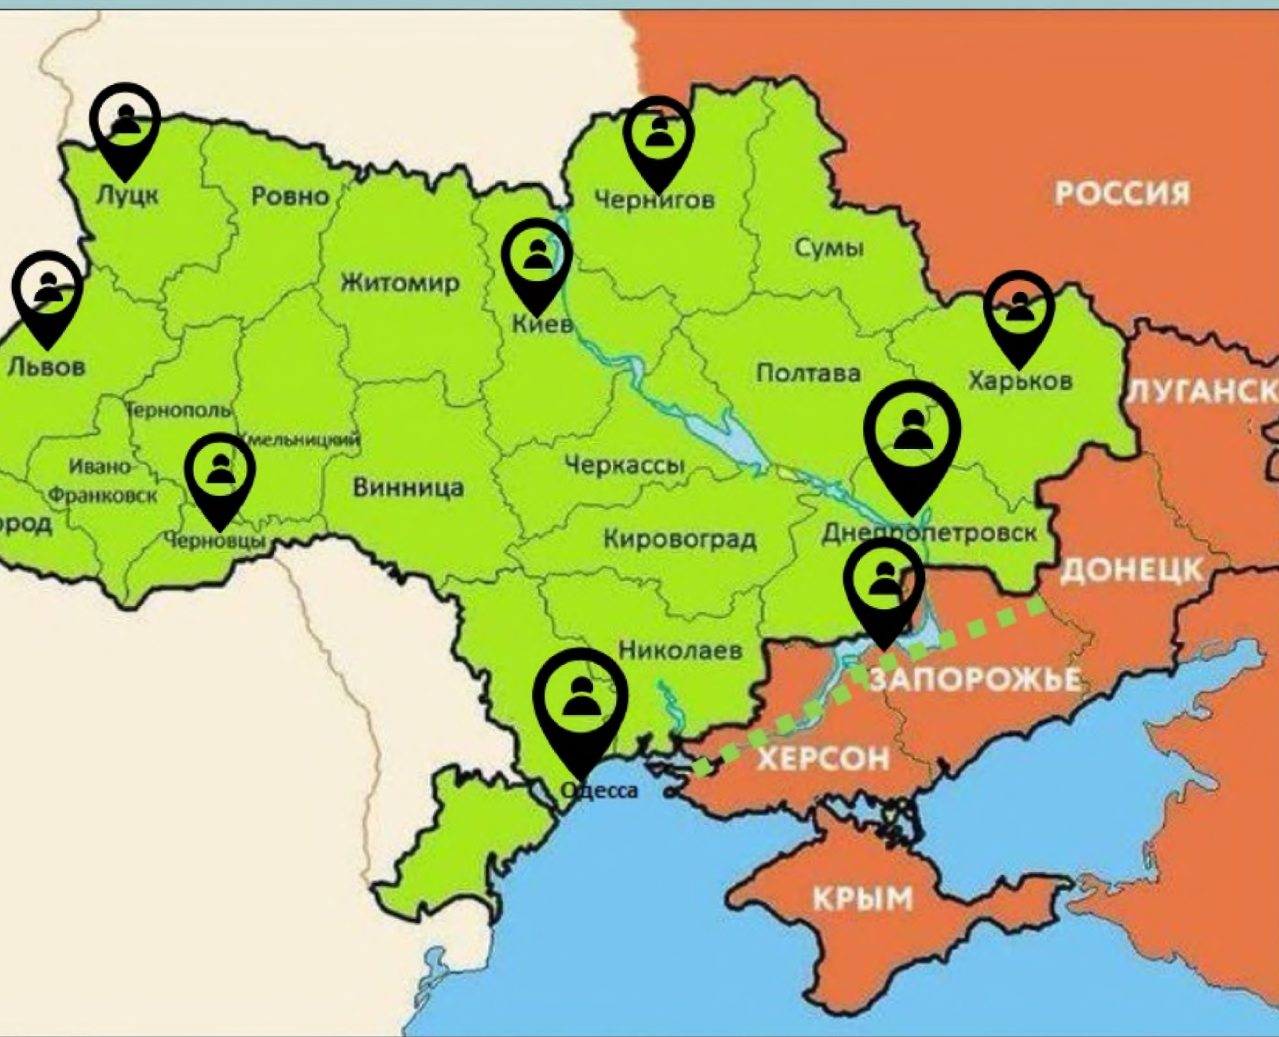 Луцк
Ровно
Чернигов
РОССИЯ
Сумы
Житомир
Киев
Львов
Полтава
Харьков
ЛУГАНСК
Тернополь
Хмельницкий
Ивано-
Франковск
Черкассы
Винница
ород
Черновцы
Кировоград
Днепропетровск
ДОНЕЦК
Николаев
ЗАПОРОЖЬЕ
ХЕРСОН
Одесса
КРЫМ